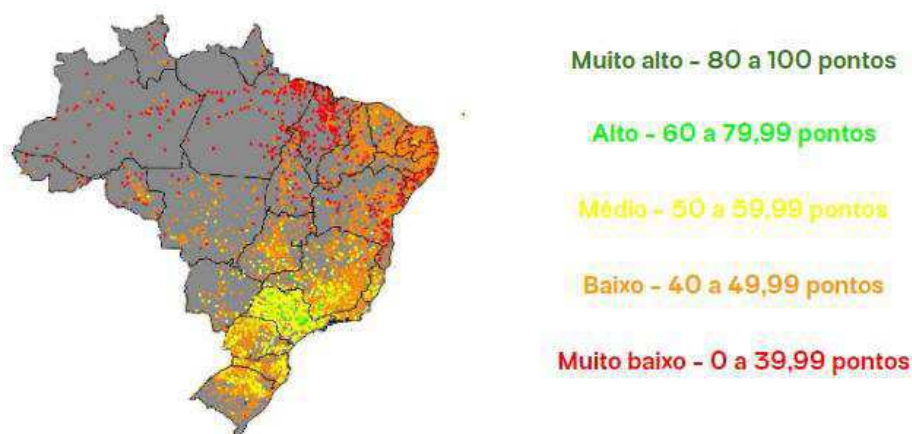 Muito alto - 80 a 100 pontos
Alto - 60 a 79,99 pontos
Médio - 50 a 59,99 pontos
Baixo - 40 a 49,99 pontos
Muito baixo - 0 a 39,99 pontos